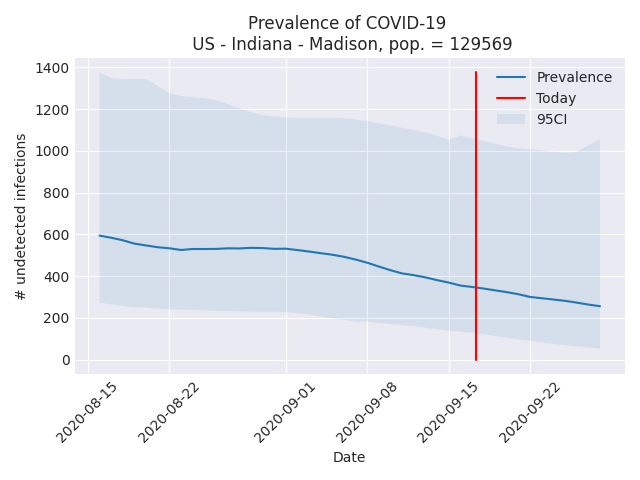 Prevalence of COVID-19
US - Indiana - Madison, pop. = 129569
# undetected infections
1400
1200
1000
800
600
400
200
0
Prevalence
Today
95CI
2020-08-15
2020-08-22
2020-09-01
2020-09-08
2020-09-15
2020-09-22
Date